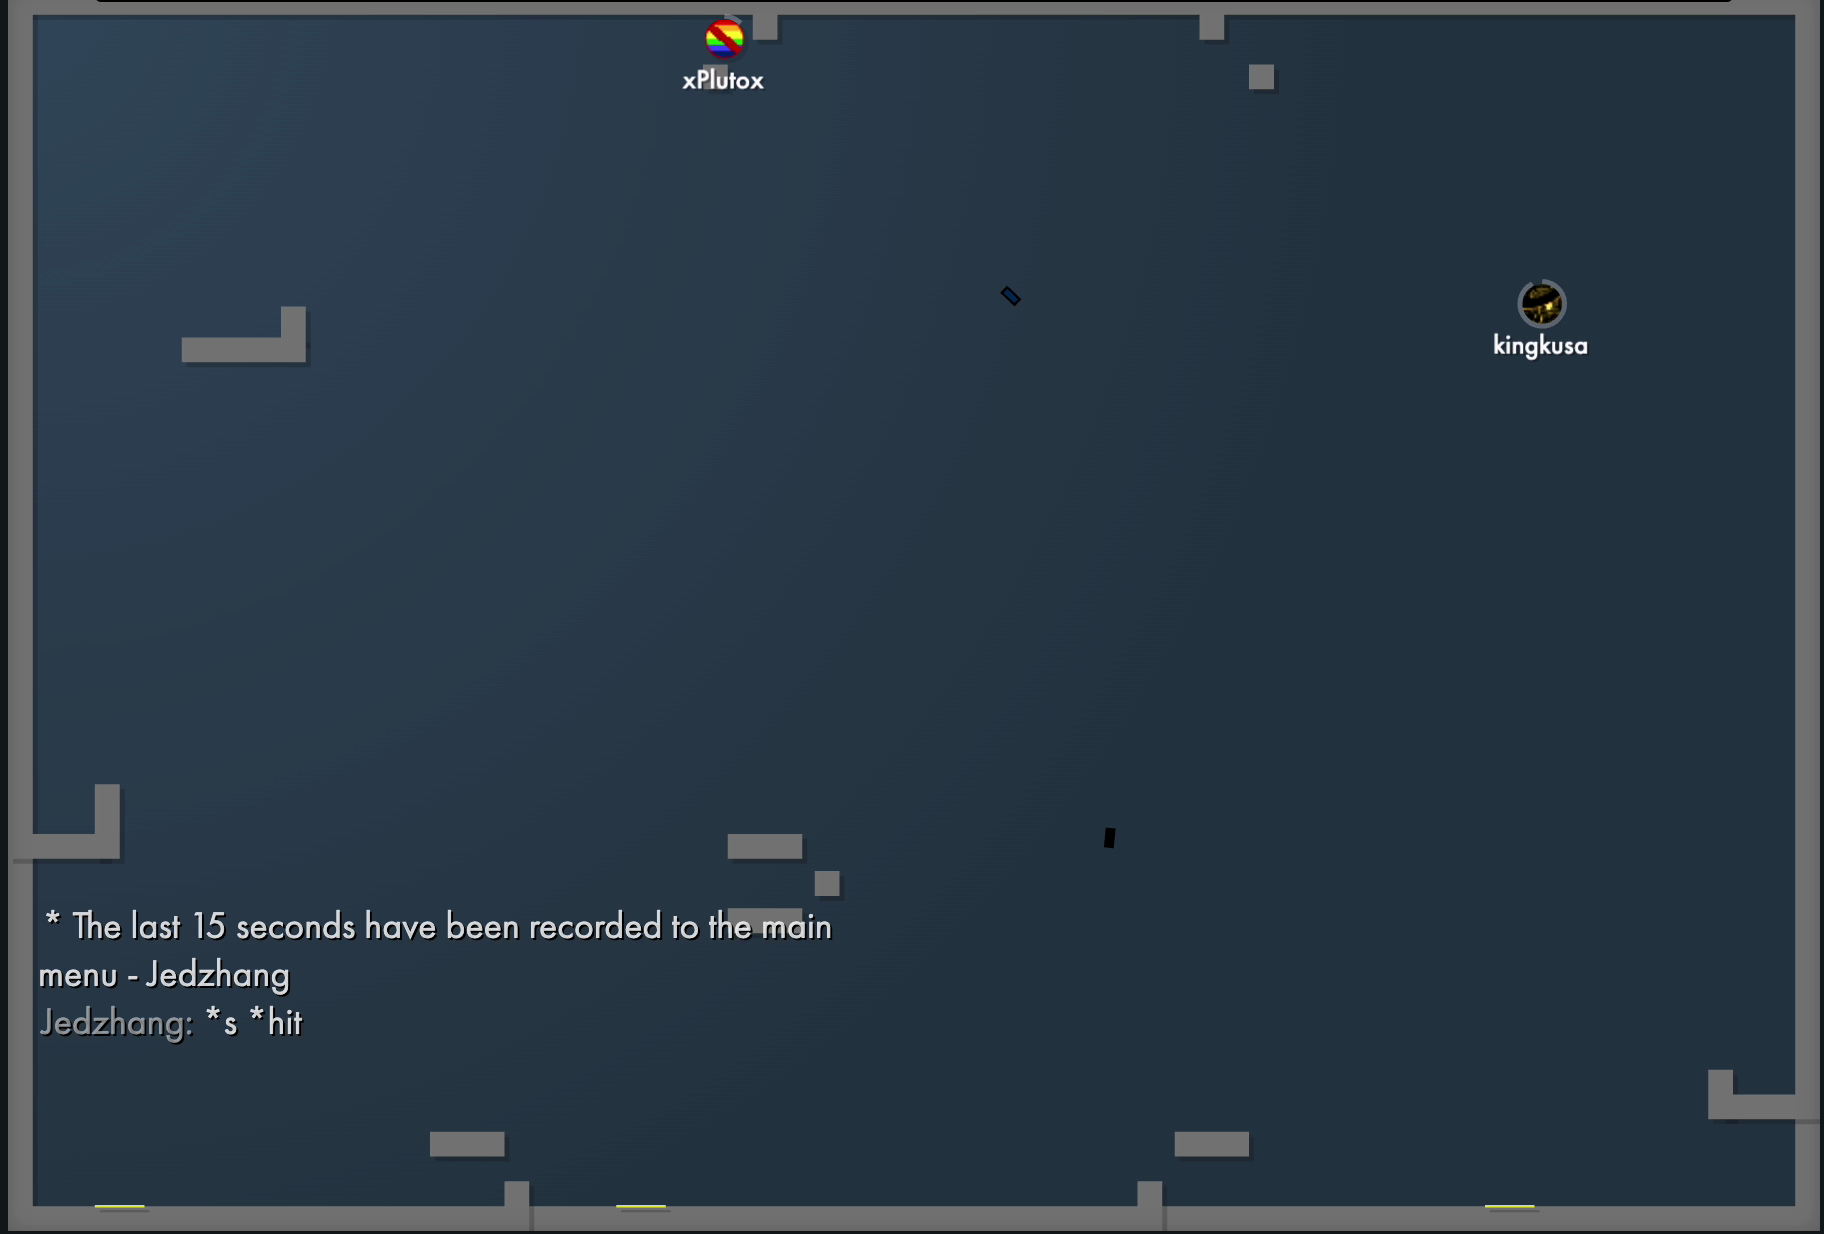 xPlutox
kingkusa
* The last 15 seconds have been recorded to the main
menu - Jedzhang
Jedzhang: *s *hit